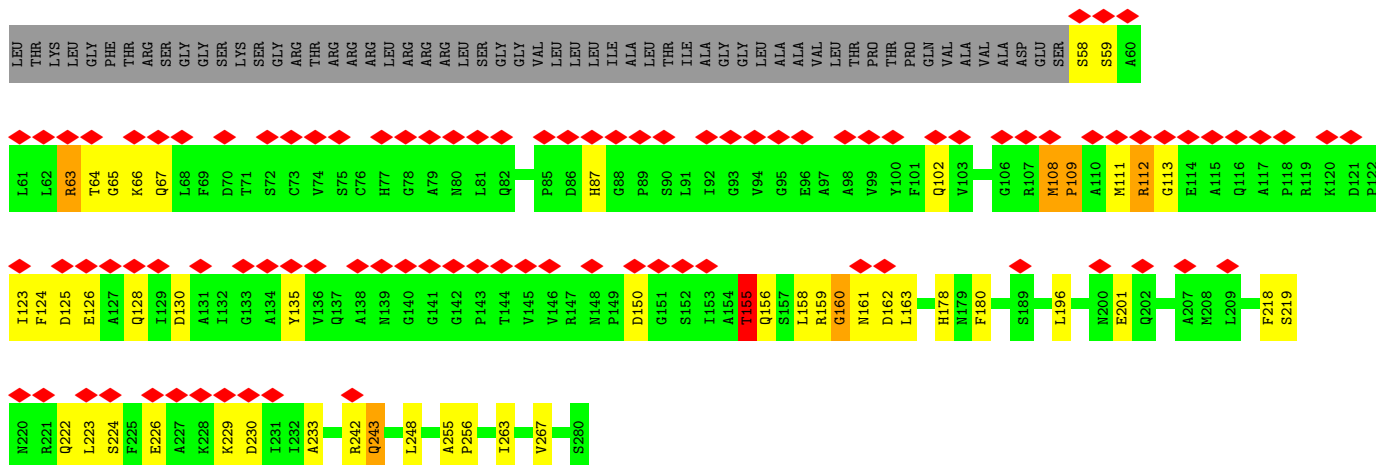 LEU THR LYS LEU GLY PHE THR ARG SER GLY GLY SER LYS SER GLY ARG THR ARG ARG ARG ARG LEU SER GLY GLY VAL LEU LEU LEU ILE ALA LEU THR ILE ALA GLY GLY LEU ALA ALA VAL LEU THR PRO THR PRO GLN VAL ALA VAL ALA ASP GLU SER S58 S59 A60
L61 L62 R63 T64 G65 K66 Q67 L68 F69 D70 T71 S72 C73 V74 S75 C76 H77 G78 A79 N80 L81 Q82 P85 D86 H87 G88 P89 S90 L91 I92 G93 V94 G95 E96 A97 A98 V99 Y100 F101 Q102 V103 G106 R107 M108 P109 A110 M111 R112 G113 E114 A115 Q116 A117 P118 R119 K120 D121 P122
I123 F124 D125 E126 A127 Q128 I129 D130 A131 I132 G133 A134 Y135 V136 Q137 A138 N139 G140 G141 G142 P143 T144 V145 V146 R147 N148 P149 D150 G151 S152 I153 A154 T155 Q156 S157 L158 R159 G160 N161 D162 L163 H178 N179 F180 S189 L196 N200 E201 Q202 A207 M208 L209 F218 S219
N220 R221 Q222 L223 S224 F225 E226 A227 K228 K229 D230 I231 I232 A233 R242 Q243 L248 A255 P256 I263 V267 S280